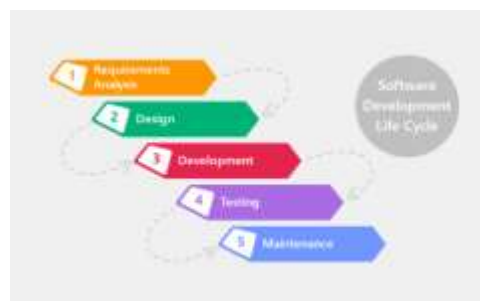 1
Requirements
Analysis
2
Design
3
Development
4
Testing
5
Maintenance
Software
Development
Life Cycle